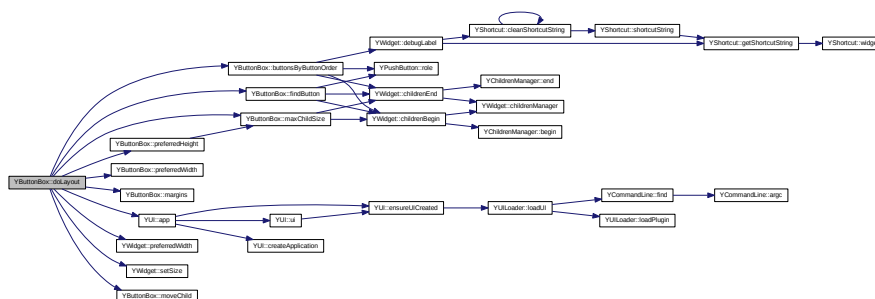 YShortcut::cleanShortcutString
YShortcut::shortcutString
YWidget::debugLabel
YShortcut::getShortcutString
YShortcut::widge
YButtonBox::buttonsByButtonOrder
YPushButton::role
YChildrenManager::end
YButtonBox::findButton
YWidget::childrenEnd
YWidget::childrenManager
YButtonBox::maxChildSize
YWidget::childrenBegin
YChildrenManager::begin
YButtonBox::preferredHeight
YButtonBox::preferredWidth
YButtonBox::doLayout
YButtonBox::margins
YCommandLine::find
YCommandLine::argc
YUI::ensureUICreated
YUILoader::loadUI
YUI::app
YUI::ui
YUILoader::loadPlugin
YWidget::preferredWidth
YUI::createApplication
YWidget::setSize
YButtonBox::moveChild